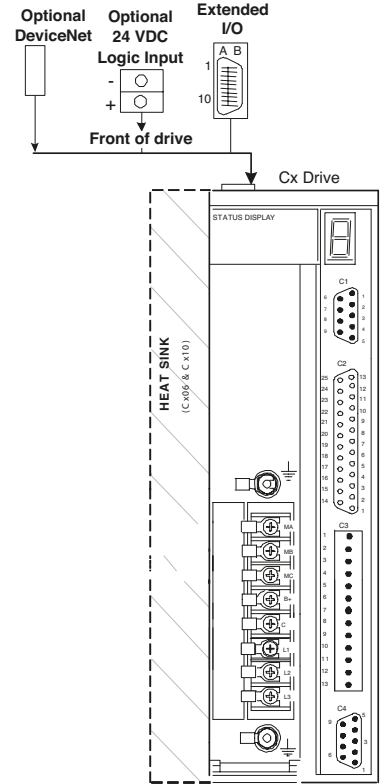 Optional
DeviceNet
Optional
24 VDC
Logic Input
-
+
Extended
I/O
A B
1
10
Front of drive
Cx Drive
STATUS DISPLAY
HEAT SINK
(Cx06 & Cx10)
C1
6
7
8
9
1
2
3
4
5
C2
25
24
23
22
21
20
19
18
17
16
15
14
13
12
11
10
9
8
7
6
5
4
3
2
1
C3
1
2
3
4
5
6
7
8
9
10
11
12
13
MA
MB
MC
B+
C
L1
L2
L3
C4
9
6
5
3
1